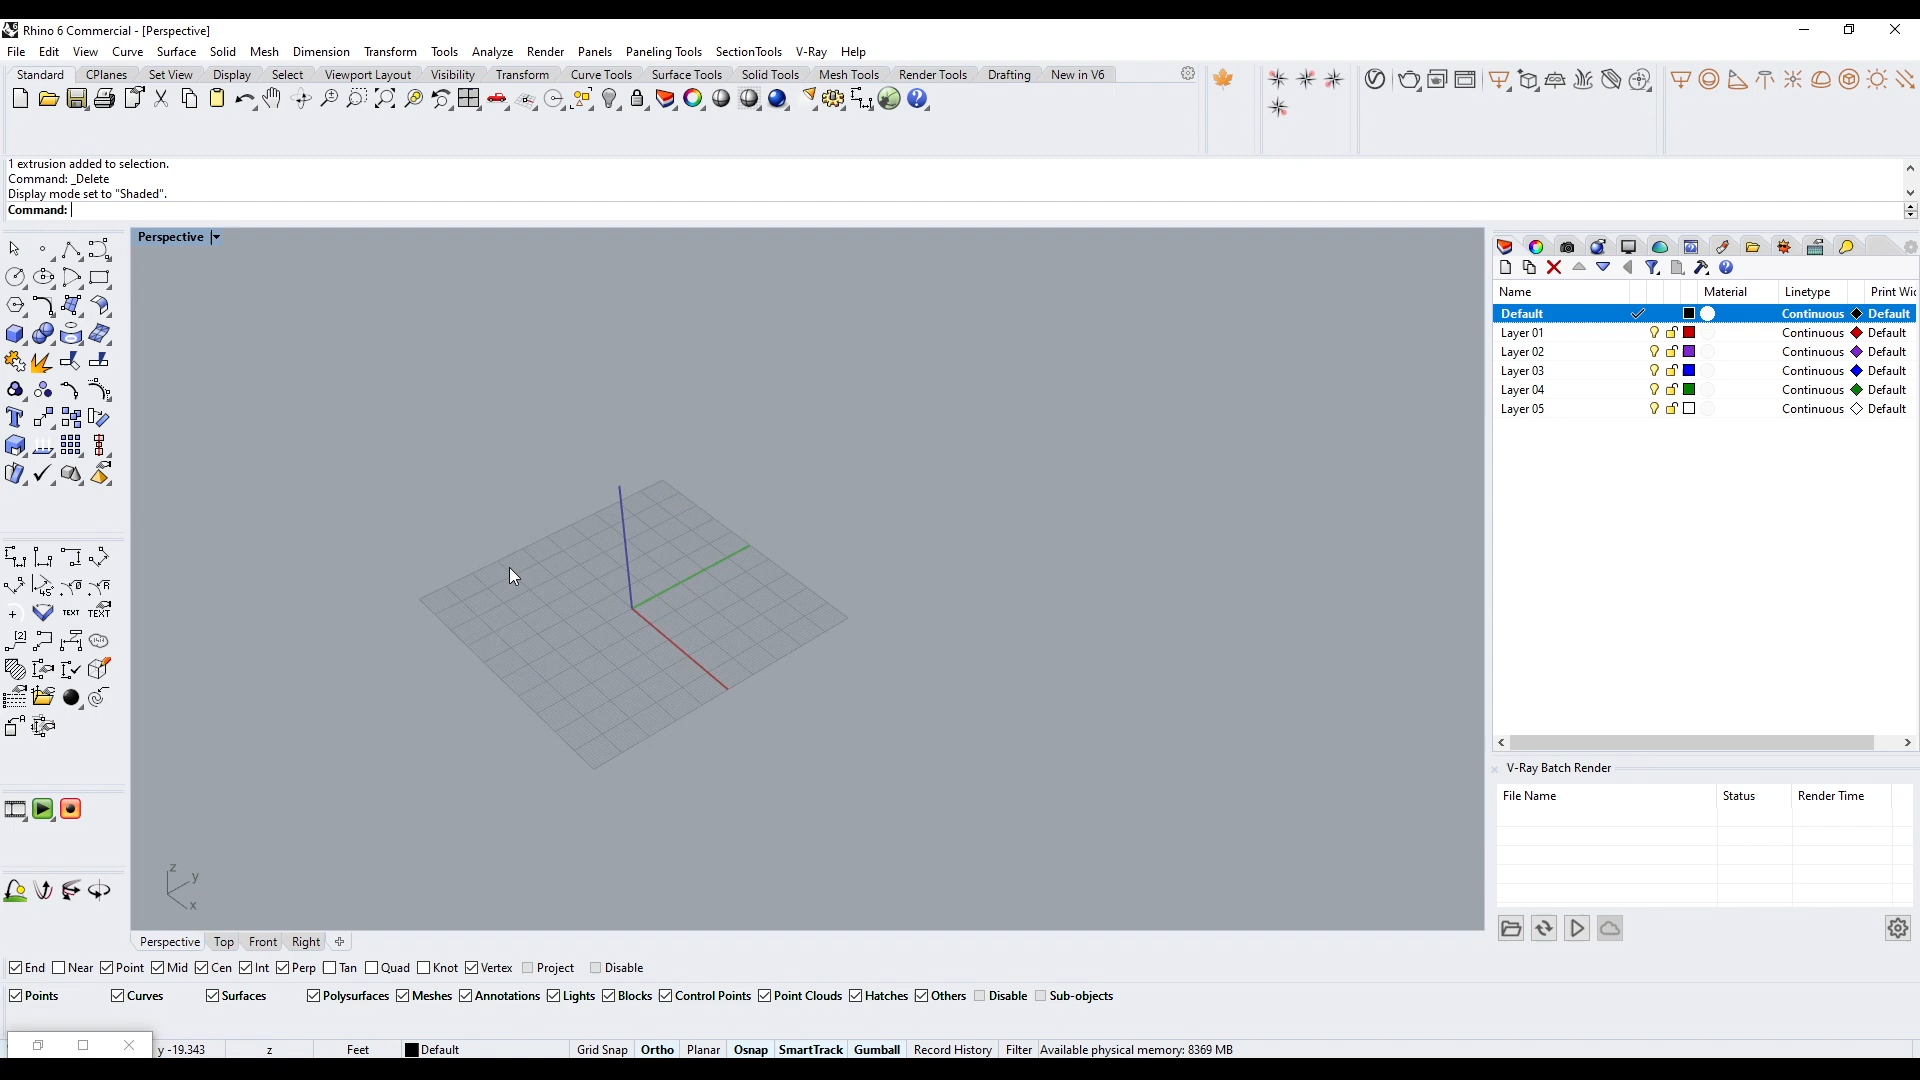 Rhino 6 Commercial - [Perspective]
File Edit View Curve Surface Solid Mesh Dimension Transform Tools Analyze Render Panels Paneling Tools SectionTools V-Ray Help
Standard CPlanes Set View Display Select Viewport Layout Visibility Transform Curve Tools Surface Tools Solid Tools Mesh Tools Render Tools Drafting New in V6
1 extrusion added to selection.
Command: _Delete
Display mode set to "Shaded".
Command:
Perspective
Name Material Linetype Print Wi
Default Continuous Default
Layer 01 Continuous Default
Layer 02 Continuous Default
Layer 03 Continuous Default
Layer 04 Continuous Default
Layer 05 Continuous Default
TEXT TEXT
V-Ray Batch Render
File Name Status Render Time
z
y
x
Perspective Top Front Right
End Near Point Mid Cen Int Perp Tan Quad Knot Vertex Project Disable
Points Curves Surfaces Polysurfaces Meshes Annotations Lights Blocks Control Points Point Clouds Hatches Others Disable Sub-objects
y -19.343 z Feet Default Grid Snap Ortho Planar Osnap SmartTrack Gumball Record History Filter Available physical memory: 8369 MB